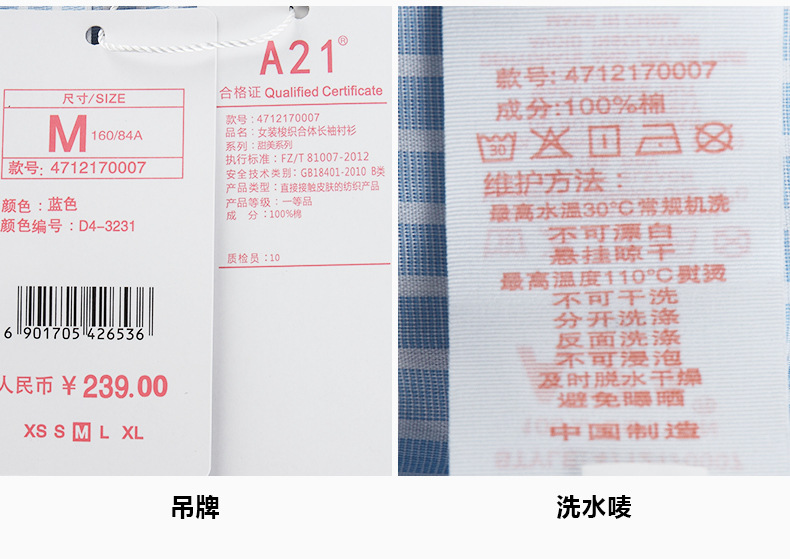 尺寸/SIZE
M 160/84A
款号: 4712170007
颜色：蓝色
颜色编号：D4-3231
6 901705 426536
人民币 ￥239.00
XS S M L XL
A21®
合格证 Qualified Certificate
款号：4712170007
品名：女装梭织合体长袖衬衫
系列：甜美系列
执行标准：FZ/T 81007-2012
安全技术类别：GB18401-2010 B类
产品类型：直接接触皮肤的纺织产品
产品等级：一等品
成 分：100%棉
质检员：10
吊牌
款号: 4712170007
成分:100%棉
30
维护方法：
最高水温30°C常规机洗
不可漂白
悬挂晾干
最高温度110°C熨烫
不可干洗
分开洗涤
反面洗涤
不可浸泡
及时脱水干燥
避免曝晒
中国制造
洗水唛